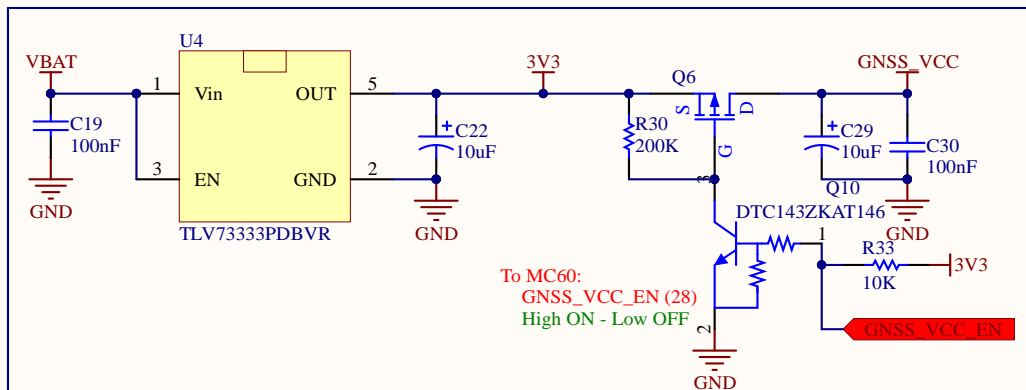 U4
VBAT
3V3
Q6
GNSS_VCC
1
Vin
OUT
5
S
D
C19
100nF
C22
10uF
R30
200K
G
C29
10uF
C30
100nF
3
EN
GND
2
3
Q10
GND
TLV73333PDBVR
GND
DTC143ZKAT146
GND
1
R33
10K
3V3
To MC60:
GNSS_VCC_EN (28)
High ON - Low OFF
2
GNSS_VCC_EN
GND